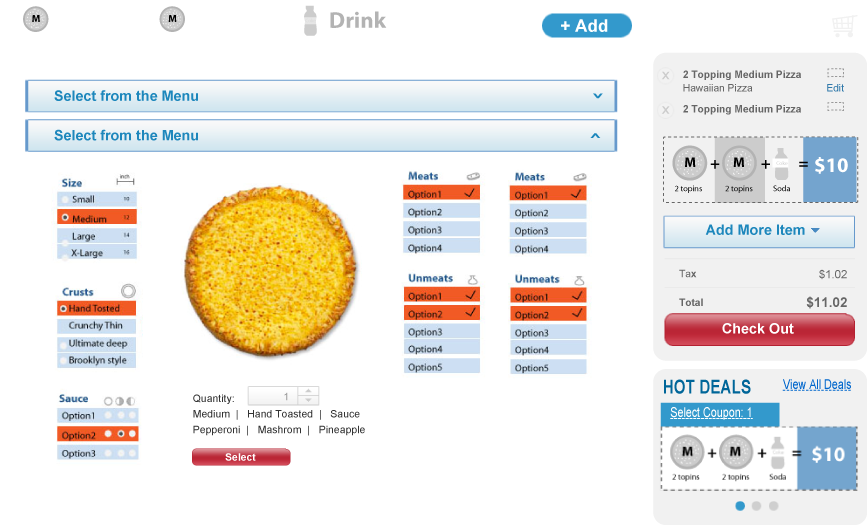 M
M
Drink
+ Add
Select from the Menu
Select from the Menu
Size
inch
Small 10
Medium 12
Large 14
X-Large 16
Crusts
Hand Tosted
Crunchy Thin
Ultimate deep
Brooklyn style
Sauce
Option1
Option2
Option3
Quantity: 1
Medium | Hand Toasted | Sauce
Pepperoni | Mashrom | Pineapple
Select
Meats
Option1
Option2
Option3
Option4
Unmeats
Option1
Option2
Option3
Option4
Option5
Meats
Option1
Option2
Option3
Option4
Unmeats
Option1
Option2
Option3
Option4
Option5
X 2 Topping Medium Pizza
Hawaiian Pizza Edit
X 2 Topping Medium Pizza
M + M + = $10
2 topins 2 topins Soda
Add More Item
Tax $1.02
Total $11.02
Check Out
HOT DEALS View All Deals
Select Coupon: 1
M + M + = $10
2 topins 2 topins Soda